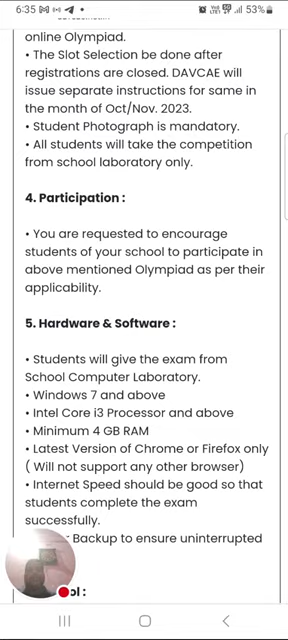 6:35
53%
online Olympiad.
• The Slot Selection be done after
registrations are closed. DAVCAE will
issue separate instructions for same in
the month of Oct/Nov. 2023.
• Student Photograph is mandatory.
• All students will take the competition
from school laboratory only.
4. Participation :
• You are requested to encourage
students of your school to participate in
above mentioned Olympiad as per their
applicability.
5. Hardware & Software :
• Students will give the exam from
School Computer Laboratory.
• Windows 7 and above
• Intel Core i3 Processor and above
• Minimum 4 GB RAM
• Latest Version of Chrome or Firefox only
( Will not support any other browser)
• Internet Speed should be good so that
students complete the exam
successfully.
Backup to ensure uninterrupted
ol :